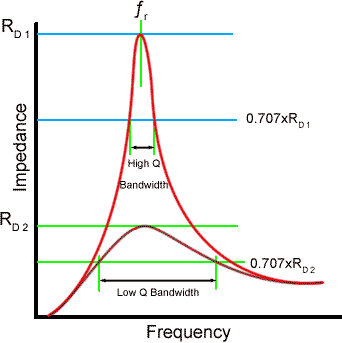 fr
RD1
0.707xRD1
High Q
Bandwidth
RD2
0.707xRD2
Low Q Bandwidth
Impedance
Frequency